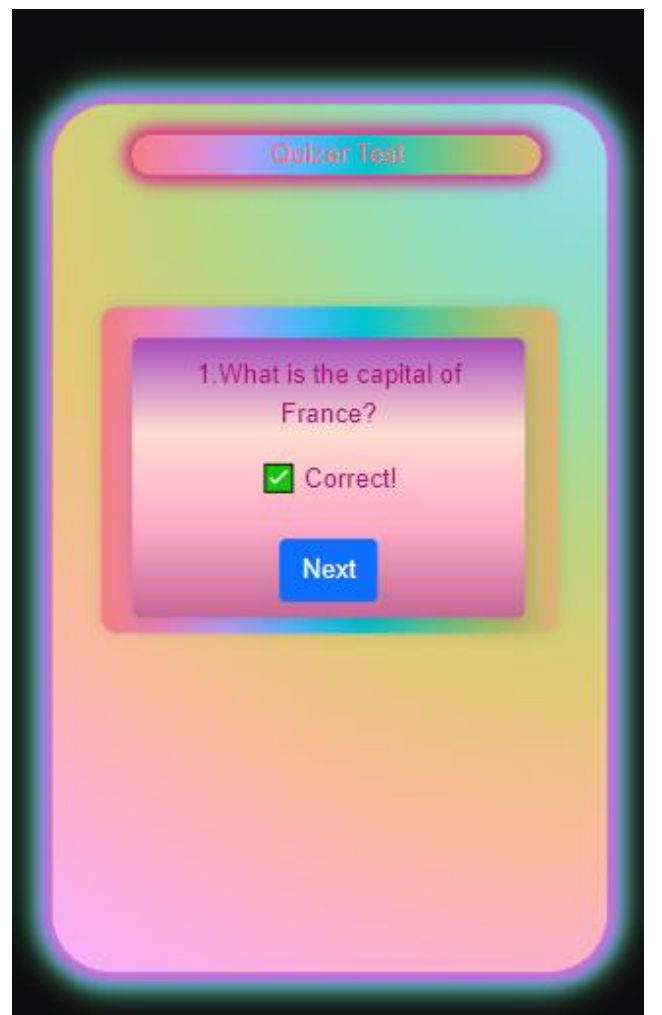 Quizer Test
1.What is the capital of
France?
✅ Correct!
Next